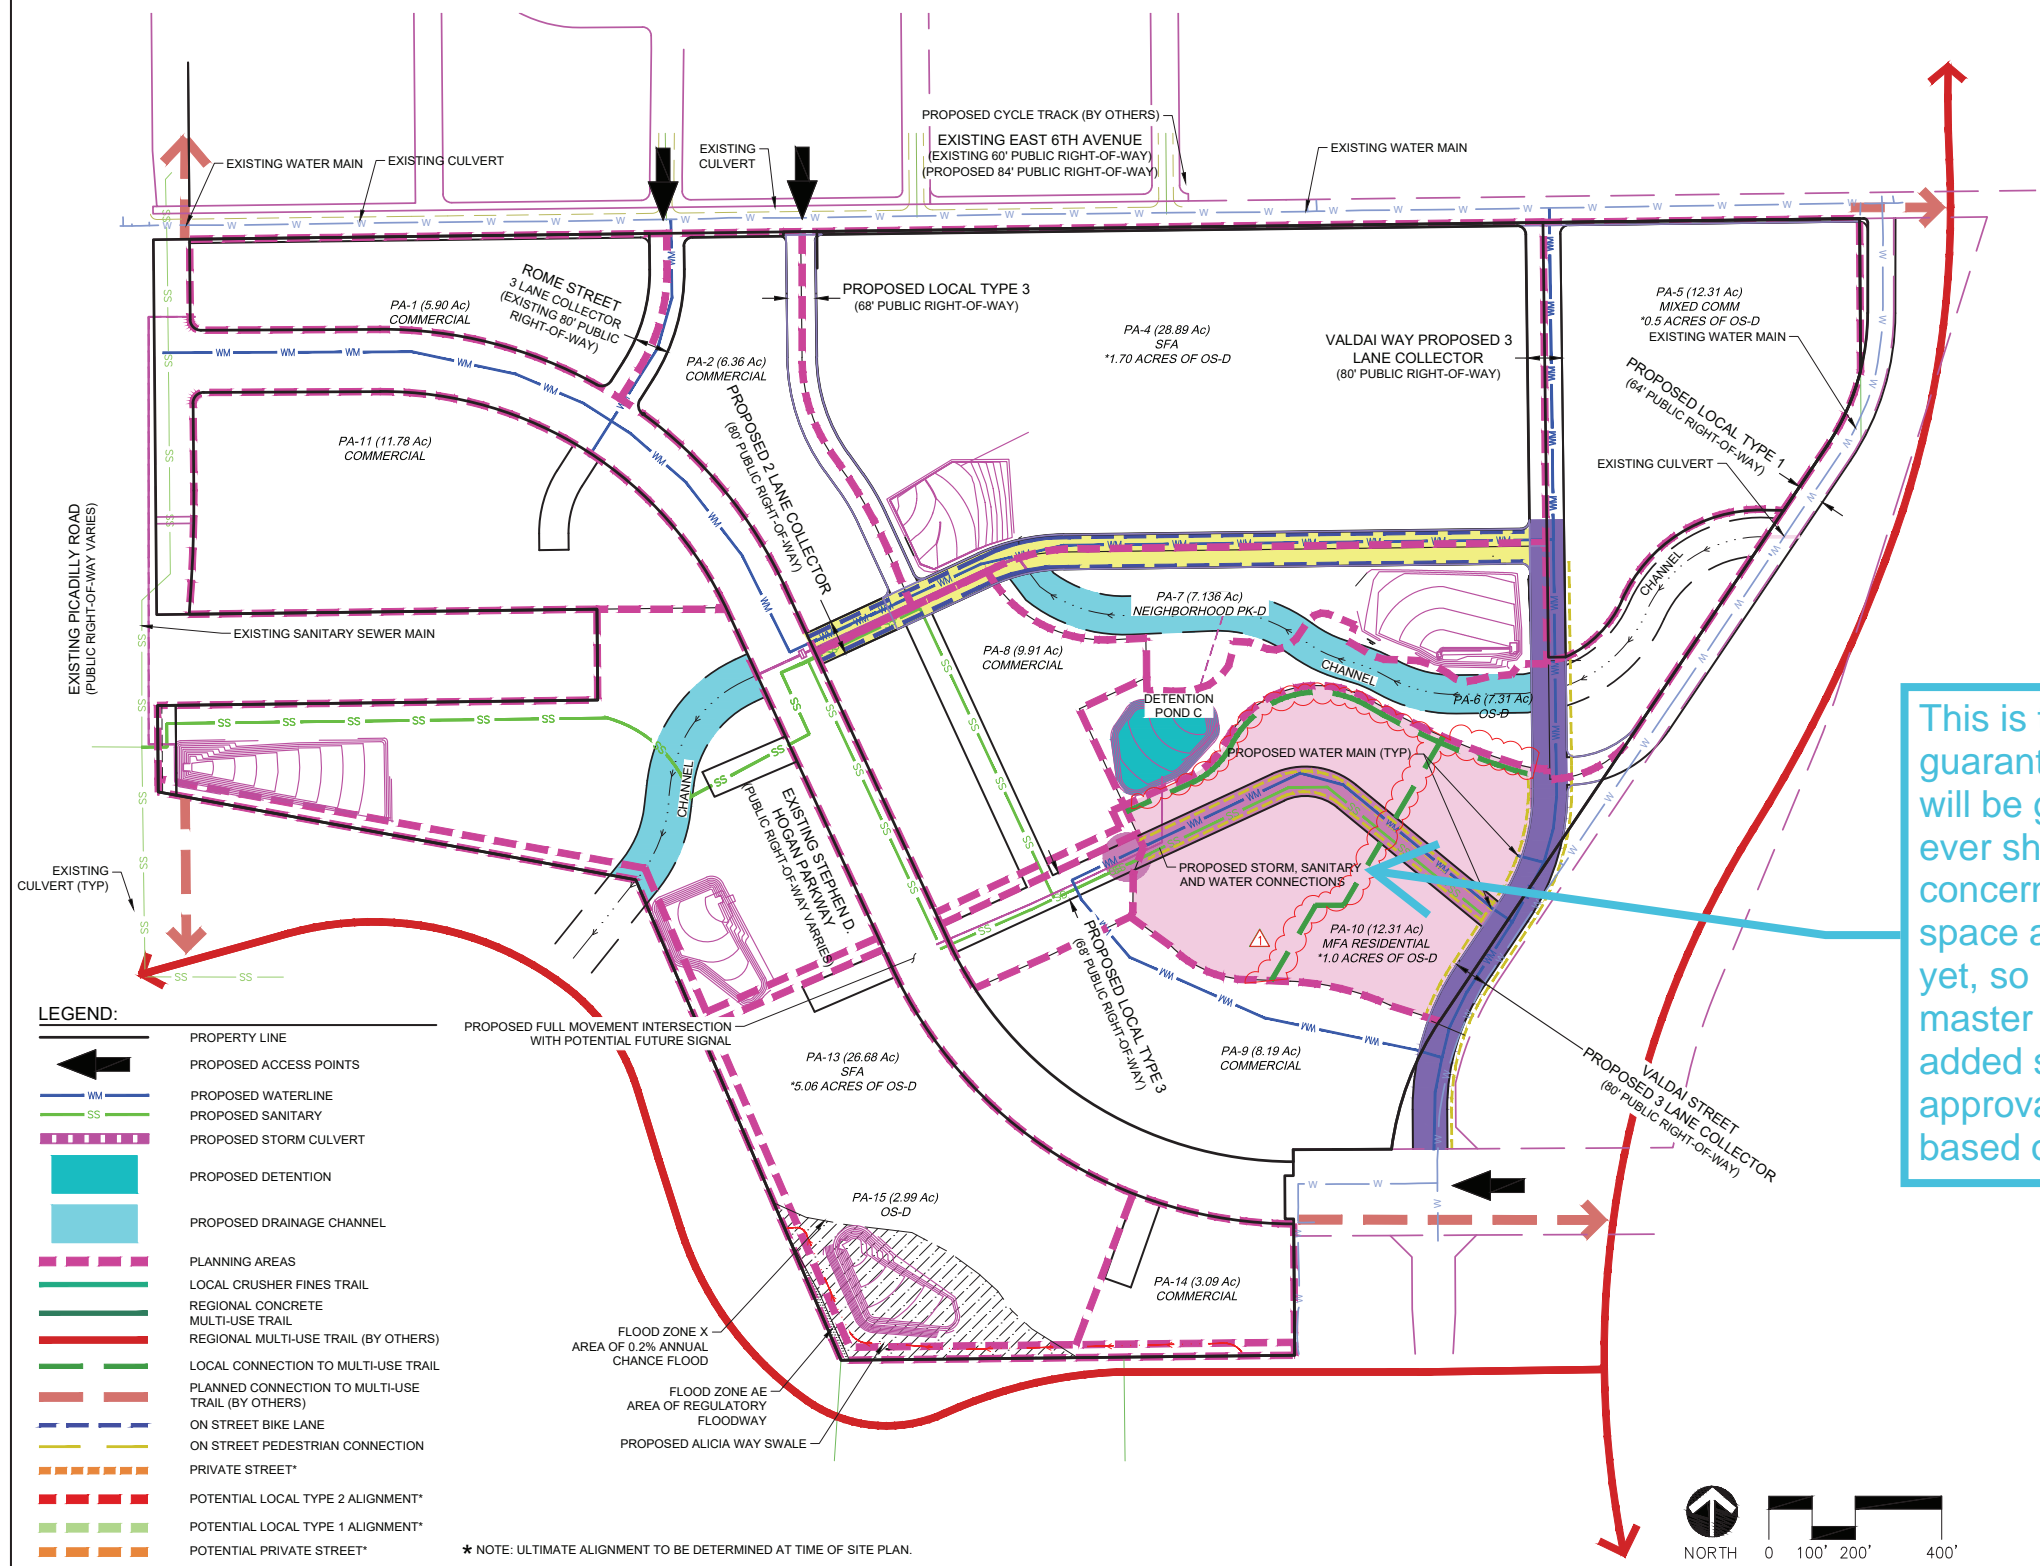 PROPOSED CYCLE TRACK (BY OTHERS)
EXISTING EAST 6TH AVENUE
(EXISTING 60' PUBLIC RIGHT-OF-WAY)
(PROPOSED 84' PUBLIC RIGHT-OF-WAY)
EXISTING WATER MAIN
EXISTING CULVERT
EXISTING
CULVERT
EXISTING WATER MAIN
ROME STREET
3 LANE COLLECTOR
(EXISTING 80' PUBLIC
RIGHT-OF-WAY)
PA-1 (5.90 Ac)
COMMERCIAL
PA-2 (6.36 Ac)
COMMERCIAL
PROPOSED LOCAL TYPE 3
(68' PUBLIC RIGHT-OF-WAY)
PA-4 (28.89 Ac)
SFA
*1.70 ACRES OF OS-D
VALDAI WAY PROPOSED 3
LANE COLLECTOR
(80' PUBLIC RIGHT-OF-WAY)
PA-5 (12.31 Ac)
MIXED COMM
*0.5 ACRES OF OS-D
EXISTING WATER MAIN
PROPOSED LOCAL TYPE 1
(64' PUBLIC RIGHT-OF-WAY)
EXISTING CULVERT
PA-11 (11.78 Ac)
COMMERCIAL
PROPOSED 2 LANE COLLECTOR
(80' PUBLIC RIGHT-OF-WAY)
EXISTING PICADILLY ROAD
(PUBLIC RIGHT-OF-WAY VARIES)
EXISTING SANITARY SEWER MAIN
CHANNEL
PA-7 (7.136 Ac)
NEIGHBORHOOD PK-D
PA-8 (9.91 Ac)
COMMERCIAL
CHANNEL
PA-6 (7.31 Ac)
OS-D
DETENTION
POND C
PROPOSED WATER MAIN (TYP)
CHANNEL
EXISTING STEPHEN D.
HOGAN PARKWAY
(PUBLIC RIGHT-OF-WAY VARRIES)
PROPOSED STORM, SANITARY
AND WATER CONNECTIONS
PA-10 (12.31 Ac)
MFA RESIDENTIAL
*1.0 ACRES OF OS-D
EXISTING
CULVERT (TYP)
PROPOSED LOCAL TYPE 3
(68' PUBLIC RIGHT-OF-WAY)
PROPOSED FULL MOVEMENT INTERSECTION
WITH POTENTIAL FUTURE SIGNAL
PA-13 (26.68 Ac)
SFA
*5.06 ACRES OF OS-D
PA-9 (8.19 Ac)
COMMERCIAL
VALDAI STREET
PROPOSED 3 LANE COLLECTOR
(80' PUBLIC RIGHT-OF-WAY)
PA-15 (2.99 Ac)
OS-D
PA-14 (3.09 Ac)
COMMERCIAL
FLOOD ZONE X
AREA OF 0.2% ANNUAL
CHANCE FLOOD
FLOOD ZONE AE
AREA OF REGULATORY
FLOODWAY
PROPOSED ALICIA WAY SWALE
This is
guarant
will be
ever sh
concern
space a
yet, so
master
added s
approva
based
LEGEND:
PROPERTY LINE
PROPOSED ACCESS POINTS
WM PROPOSED WATERLINE
SS PROPOSED SANITARY
PROPOSED STORM CULVERT
PROPOSED DETENTION
PROPOSED DRAINAGE CHANNEL
PLANNING AREAS
LOCAL CRUSHER FINES TRAIL
REGIONAL CONCRETE
MULTI-USE TRAIL
REGIONAL MULTI-USE TRAIL (BY OTHERS)
LOCAL CONNECTION TO MULTI-USE TRAIL
PLANNED CONNECTION TO MULTI-USE
TRAIL (BY OTHERS)
ON STREET BIKE LANE
ON STREET PEDESTRIAN CONNECTION
PRIVATE STREET*
POTENTIAL LOCAL TYPE 2 ALIGNMENT*
POTENTIAL LOCAL TYPE 1 ALIGNMENT*
POTENTIAL PRIVATE STREET*
* NOTE: ULTIMATE ALIGNMENT TO BE DETERMINED AT TIME OF SITE PLAN.
NORTH 0 100' 200' 400'